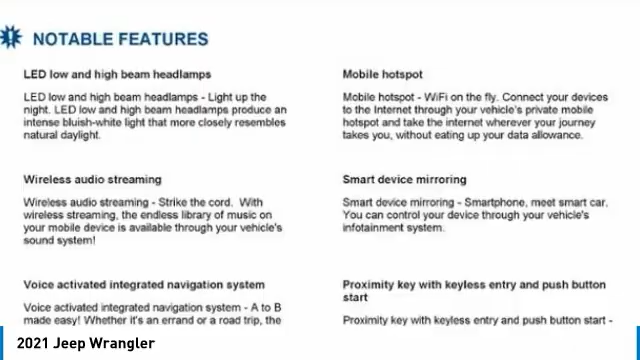 NOTABLE FEATURES
LED low and high beam headlamps
LED low and high beam headlamps - Light up the
night. LED low and high beam headlamps produce an
intense bluish-white light that more closely resembles
natural daylight.
Mobile hotspot
Mobile hotspot - WiFi on the fly. Connect your devices
to the Internet through your vehicle's private mobile
hotspot and take the internet wherever your journey
takes you, without eating up your data allowance.
Wireless audio streaming
Wireless audio streaming - Strike the cord.  With
wireless streaming, the endless library of music on
your mobile device is available through your vehicle's
sound system!
Smart device mirroring
Smart device mirroring - Smartphone, meet smart car.
You can control your device through your vehicle's
infotainment system.
Voice activated integrated navigation system
Voice activated integrated navigation system - A to B
made easy! Whether it's an errand or a road trip, the
Proximity key with keyless entry and push button
start
Proximity key with keyless entry and push button start -
2021 Jeep Wrangler